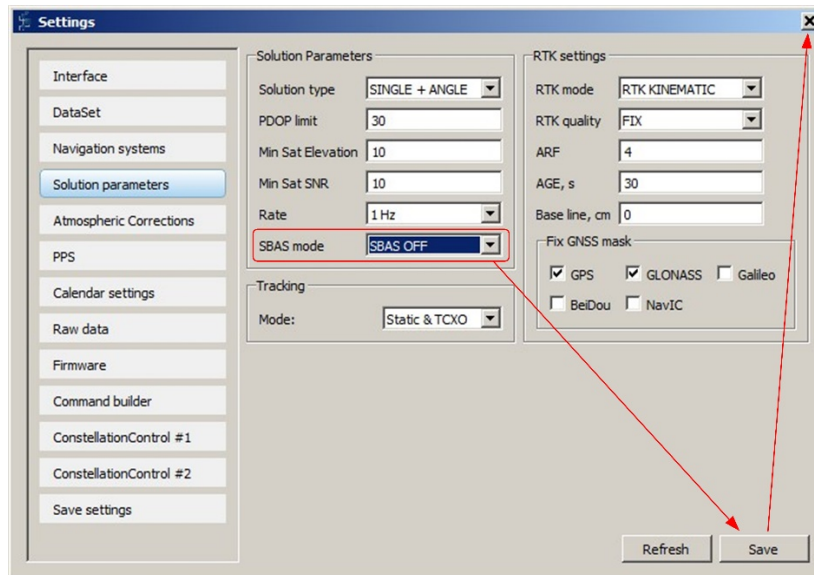 Settings
Interface
DataSet
Navigation systems
Solution parameters
Atmospheric Corrections
PPS
Calendar settings
Raw data
Firmware
Command builder
ConstellationControl #1
ConstellationControl #2
Save settings
Solution Parameters
Solution type SINGLE + ANGLE
PDOP limit 30
Min Sat Elevation 10
Min Sat SNR 10
Rate 1 Hz
SBAS mode SBAS OFF
Tracking
Mode: Static & TCXO
RTK settings
RTK mode RTK KINEMATIC
RTK quality FIX
ARF 4
AGE, s 30
Base line, cm 0
Fix GNSS mask
GPS GLONASS Galileo
BeiDou NavIC
Refresh Save